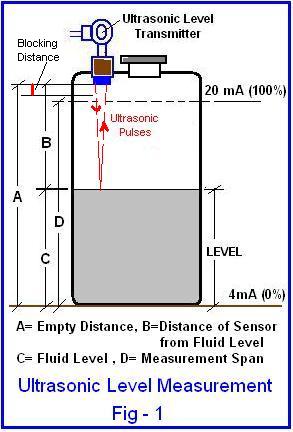 Ultrasonic Level
Transmitter
Blocking
Distance
20 mA (100%)
Ultrasonic
Pulses
B
A
D
C
LEVEL
4mA (0%)
A= Empty Distance, B=Distance of Sensor
from Fluid Level
C= Fluid Level , D= Measurement Span
Ultrasonic Level Measurement
Fig - 1